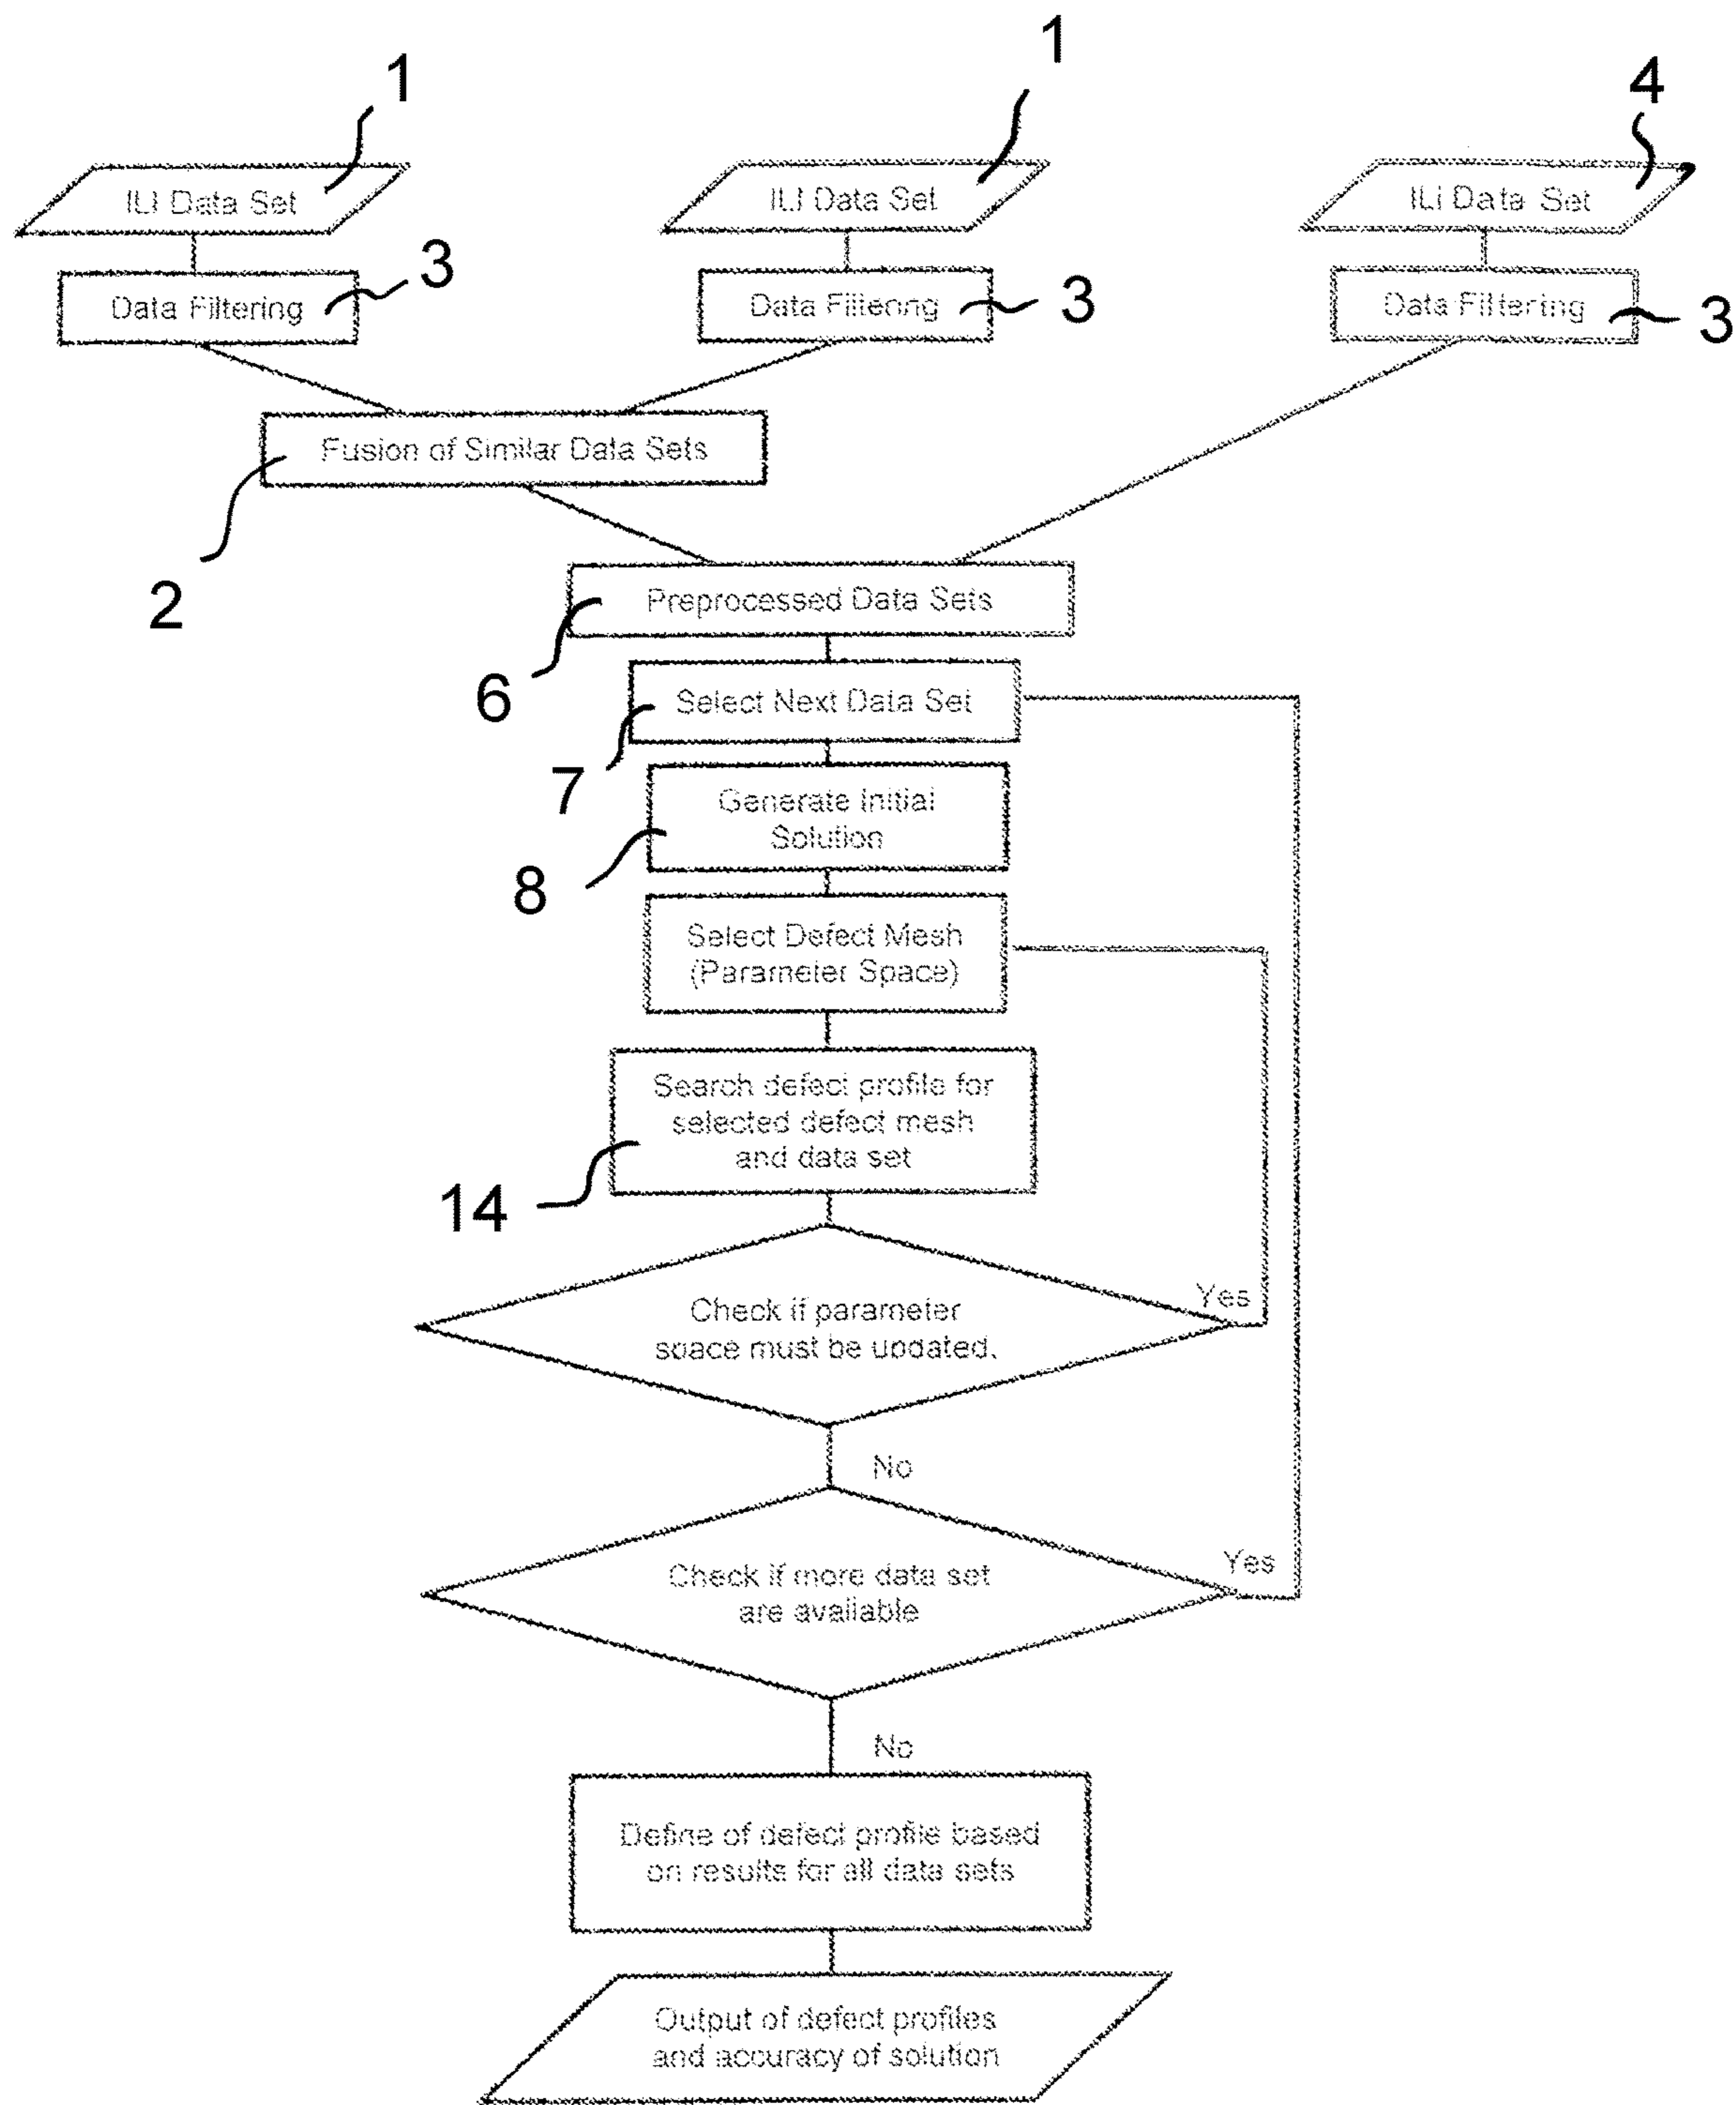 1
1
4
ILI Data Set
ILI Data Set
ILI Data Set
3
3
3
Data Filtering
Data Filtering
Data Filtering
Fusion of Similar Data Sets
2
Preprocessed Data Sets
6
Select Next Data Set
7
Generate Initial
Solution
8
Select Defect Mesh
(Parameter Space)
Search defect profile for
selected defect mesh
and data set
14
Yes
Check if parameter
space must be updated.
No
Yes
Check if more data set
are available
No
Define of defect profile based
on results for all data sets
Output of defect profiles
and accuracy of solution